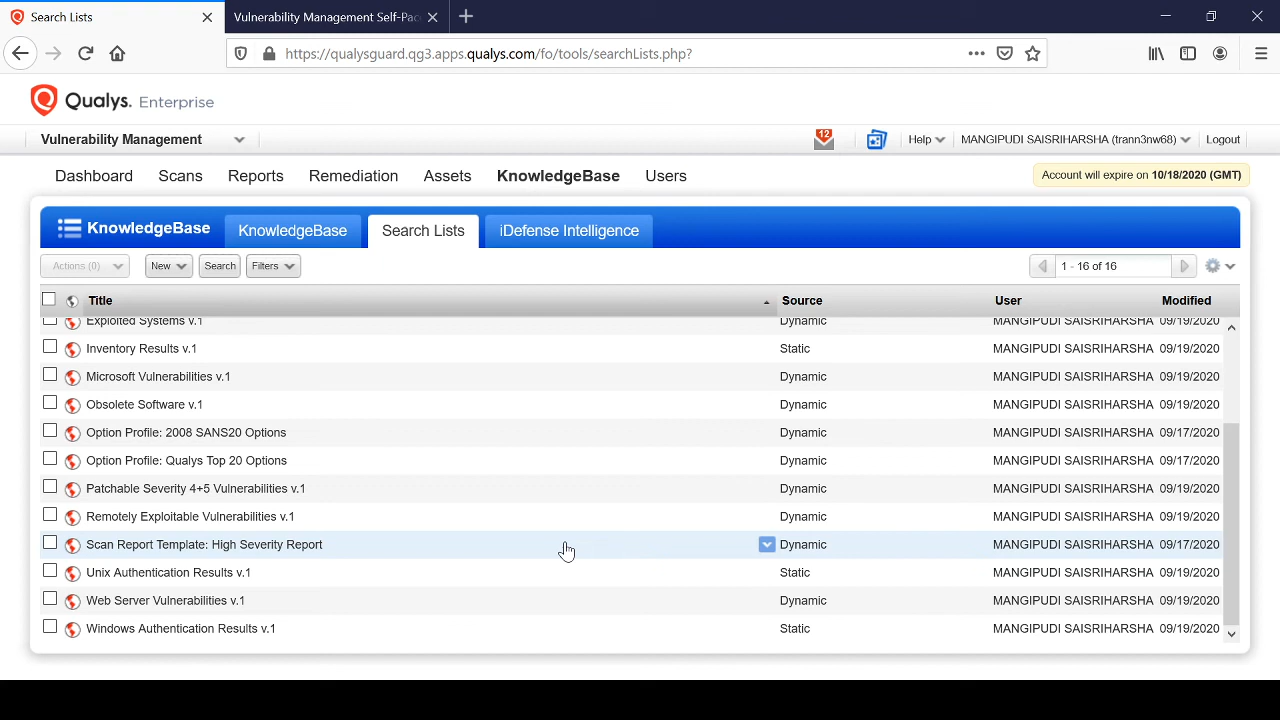 Search Lists
Vulnerability Management Self-Pac
https://qualysguard.qg3.apps.qualys.com/fo/tools/searchLists.php?
Qualys. Enterprise
Vulnerability Management
12
Help
MANGIPUDI SAISRIHARSHA (trann3nw68)
Logout
Dashboard Scans Reports Remediation Assets KnowledgeBase Users
Account will expire on 10/18/2020 (GMT)
KnowledgeBase KnowledgeBase Search Lists iDefense Intelligence
Actions (0) New Search Filters 1 - 16 of 16
Title Source User Modified
Exploited Systems v.1 Dynamic MANGIPUDI SAISRIHARSHA 09/19/2020
Inventory Results v.1 Static MANGIPUDI SAISRIHARSHA 09/19/2020
Microsoft Vulnerabilities v.1 Dynamic MANGIPUDI SAISRIHARSHA 09/19/2020
Obsolete Software v.1 Dynamic MANGIPUDI SAISRIHARSHA 09/19/2020
Option Profile: 2008 SANS20 Options Dynamic MANGIPUDI SAISRIHARSHA 09/17/2020
Option Profile: Qualys Top 20 Options Dynamic MANGIPUDI SAISRIHARSHA 09/17/2020
Patchable Severity 4+5 Vulnerabilities v.1 Dynamic MANGIPUDI SAISRIHARSHA 09/19/2020
Remotely Exploitable Vulnerabilities v.1 Dynamic MANGIPUDI SAISRIHARSHA 09/19/2020
Scan Report Template: High Severity Report Dynamic MANGIPUDI SAISRIHARSHA 09/17/2020
Unix Authentication Results v.1 Static MANGIPUDI SAISRIHARSHA 09/19/2020
Web Server Vulnerabilities v.1 Dynamic MANGIPUDI SAISRIHARSHA 09/19/2020
Windows Authentication Results v.1 Static MANGIPUDI SAISRIHARSHA 09/19/2020